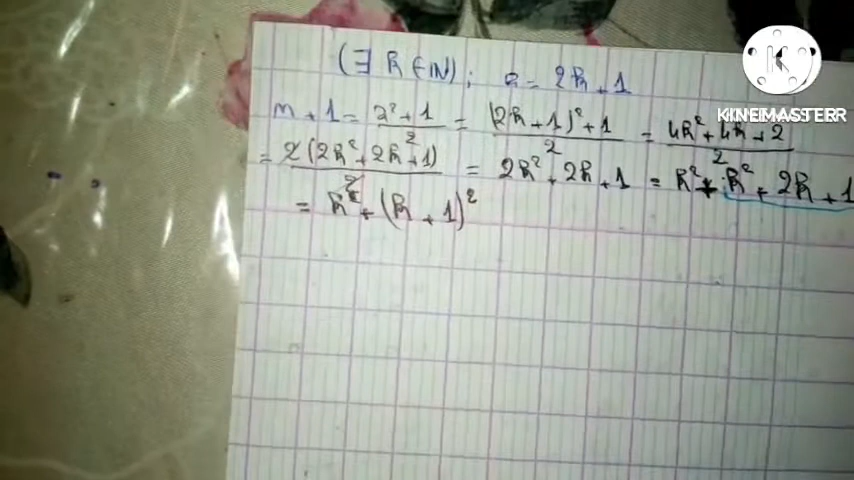 KINEMASTER
(∃ k ∈ ℕ) ; a = 2k + 1
n + 1 = (a² + 1)/2 = ((2k + 1)² + 1)/2 = (4k² + 4k + 2)/2
= 2(2k² + 2k + 1)/2 = 2k² + 2k + 1 = k² + k² + 2k + 1
= k² + (k + 1)²